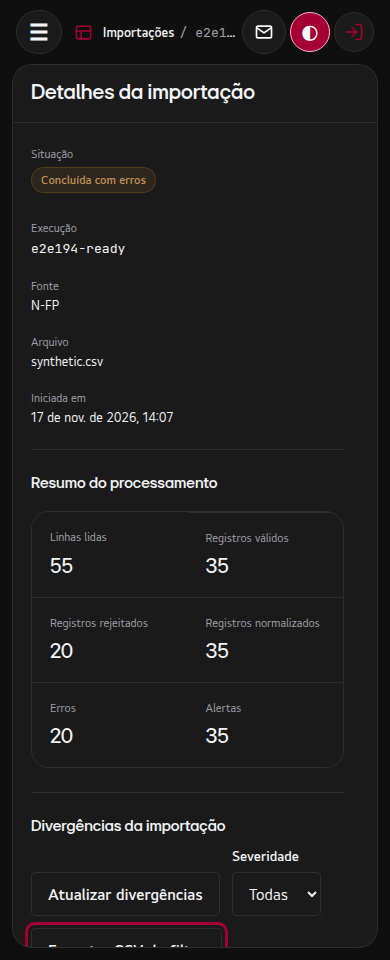 Importações / e2e1...
Detalhes da importação
Situação
Concluída com erros
Execução
e2e194-ready
Fonte
N-FP
Arquivo
synthetic.csv
Iniciada em
17 de nov. de 2026, 14:07
Resumo do processamento
Linhas lidas
55
Registros válidos
35
Registros rejeitados
20
Registros normalizados
35
Erros
20
Alertas
35
Divergências da importação
Severidade
Atualizar divergências
Todas